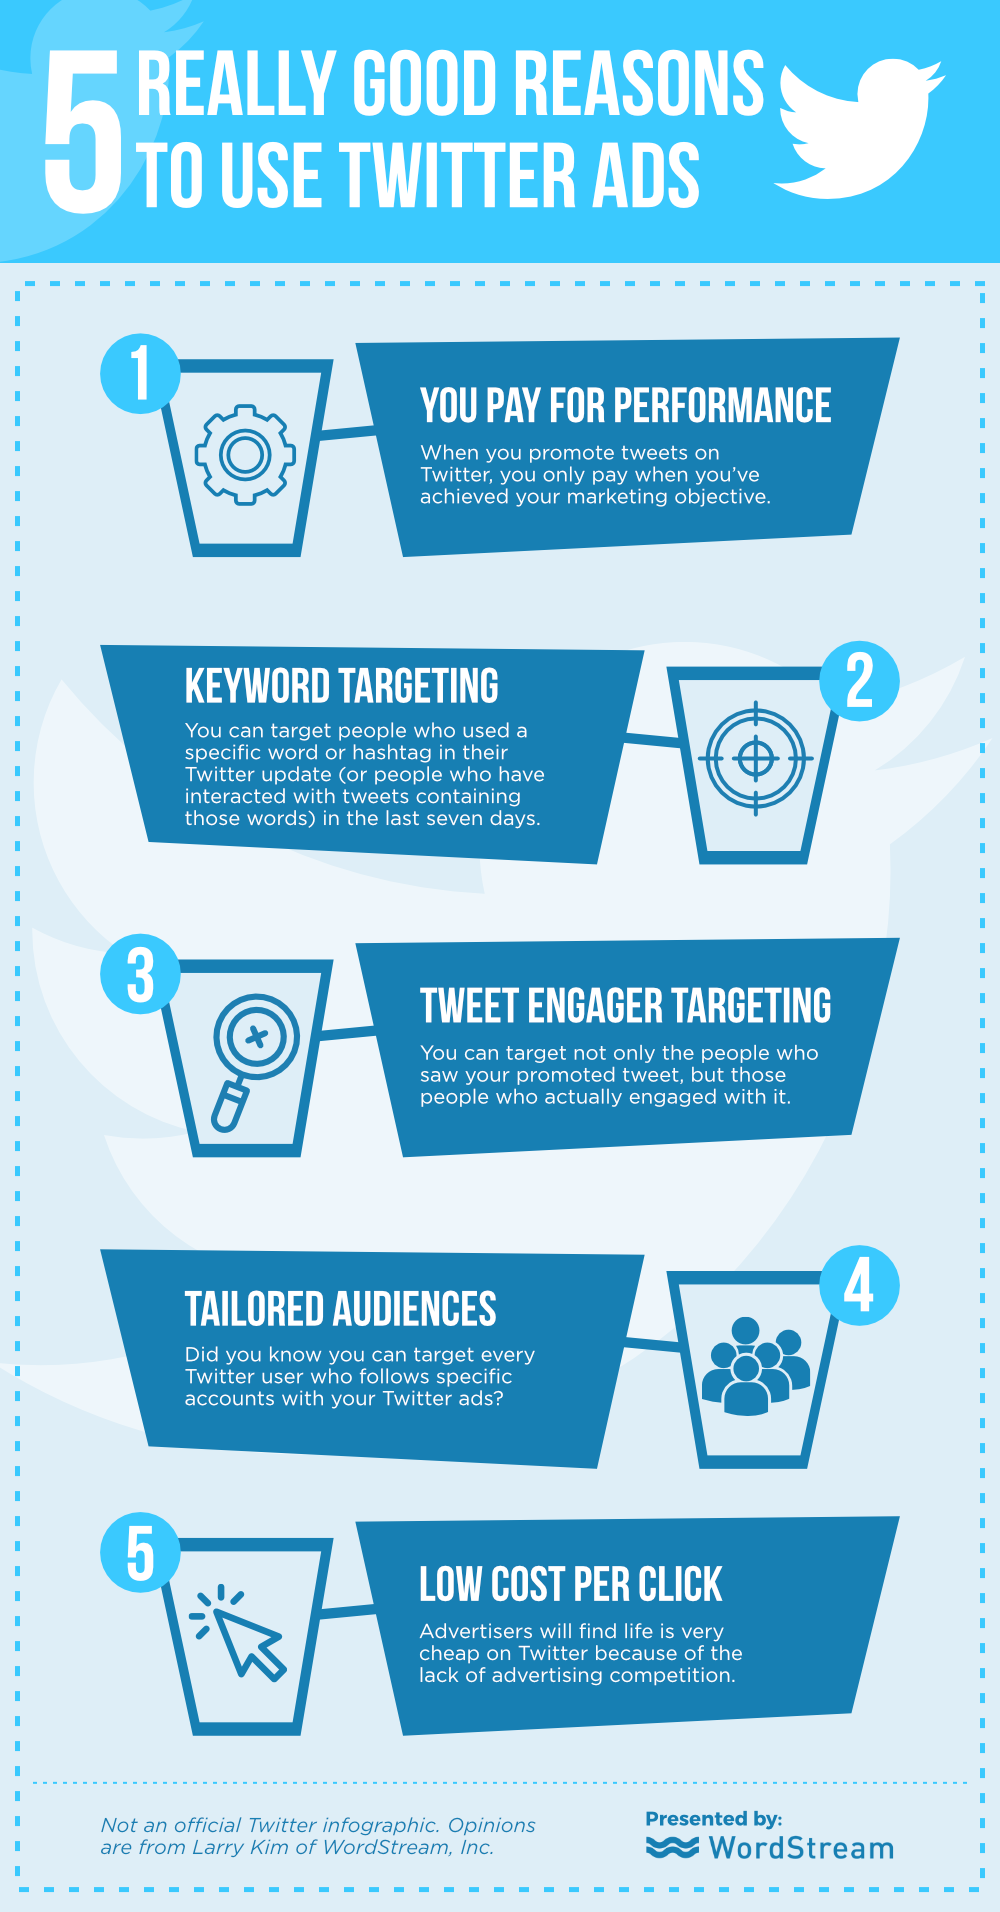 5 REALLY GOOD REASONS
TO USE TWITTER ADS
1
YOU PAY FOR PERFORMANCE
When you promote tweets on
Twitter, you only pay when you've
achieved your marketing objective.
2
KEYWORD TARGETING
You can target people who used a
specific word or hashtag in their
Twitter update (or people who have
interacted with tweets containing
those words) in the last seven days.
3
TWEET ENGAGER TARGETING
You can target not only the people who
saw your promoted tweet, but those
people who actually engaged with it.
4
TAILORED AUDIENCES
Did you know you can target every
Twitter user who follows specific
accounts with your Twitter ads?
5
LOW COST PER CLICK
Advertisers will find life is very
cheap on Twitter because of the
lack of advertising competition.
Not an official Twitter infographic. Opinions
are from Larry Kim of WordStream, Inc.
Presented by:
WordStream